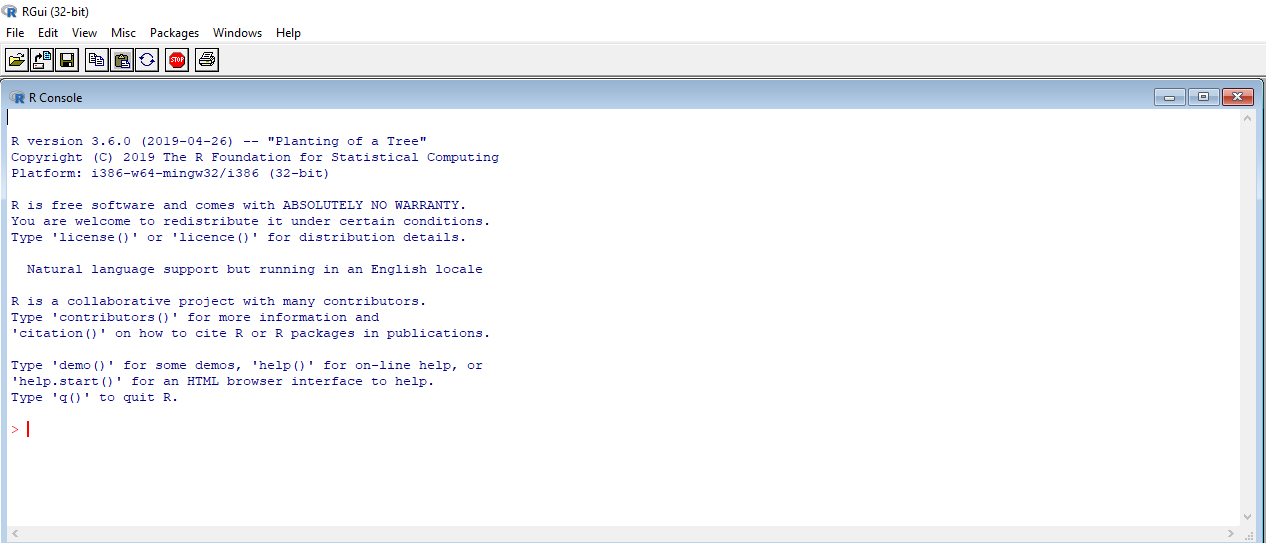 RGui (32-bit)
File Edit View Misc Packages Windows Help
STOP
R Console
R version 3.6.0 (2019-04-26) -- "Planting of a Tree"
Copyright (C) 2019 The R Foundation for Statistical Computing
Platform: i386-w64-mingw32/i386 (32-bit)
R is free software and comes with ABSOLUTELY NO WARRANTY.
You are welcome to redistribute it under certain conditions.
Type 'license()' or 'licence()' for distribution details.
Natural language support but running in an English locale
R is a collaborative project with many contributors.
Type 'contributors()' for more information and
'citation()' on how to cite R or R packages in publications.
Type 'demo()' for some demos, 'help()' for on-line help, or
'help.start()' for an HTML browser interface to help.
Type 'q()' to quit R.
>